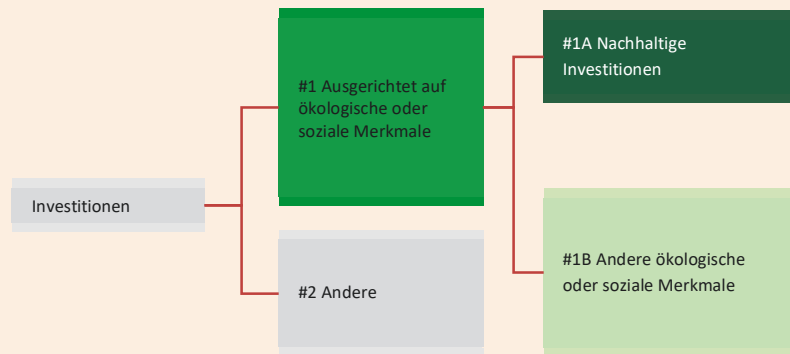 Investitionen
#1 Ausgerichtet auf
ökologische oder
soziale Merkmale
#2 Andere
#1A Nachhaltige
Investitionen
#1B Andere ökologische
oder soziale Merkmale